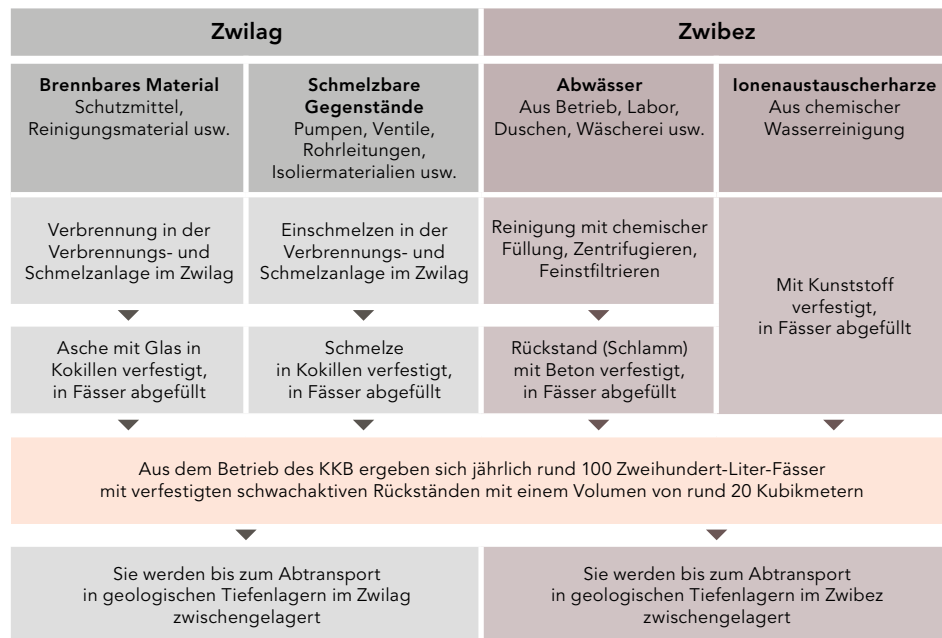 Zwilag
Zwibez
Brennbares Material
Schutzmittel,
Reinigungsmaterial usw.
Schmelzbare
Gegenstände
Pumpen, Ventile,
Rohrleitungen,
Isoliermaterialien usw.
Abwässer
Aus Betrieb, Labor,
Duschen, Wäscherei usw.
Ionenaustauscherharze
Aus chemischer
Wasserreinigung
Verbrennung in der
Verbrennungs- und
Schmelzanlage im Zwilag
Einschmelzen in der
Verbrennungs- und
Schmelzanlage im Zwilag
Reinigung mit chemischer
Füllung, Zentrifugieren,
Feinstfiltrieren
Mit Kunststoff
verfestigt,
in Fässer abgefüllt
Asche mit Glas in
Kokillen verfestigt,
in Fässer abgefüllt
Schmelze
in Kokillen verfestigt,
in Fässer abgefüllt
Rückstand (Schlamm)
mit Beton verfestigt,
in Fässer abgefüllt
Aus dem Betrieb des KKB ergeben sich jährlich rund 100 Zweihundert-Liter-Fässer
mit verfestigten schwachaktiven Rückständen mit einem Volumen von rund 20 Kubikmetern
Sie werden bis zum Abtransport
in geologischen Tiefenlagern im Zwilag
zwischengelagert
Sie werden bis zum Abtransport
in geologischen Tiefenlagern im Zwibez
zwischengelagert